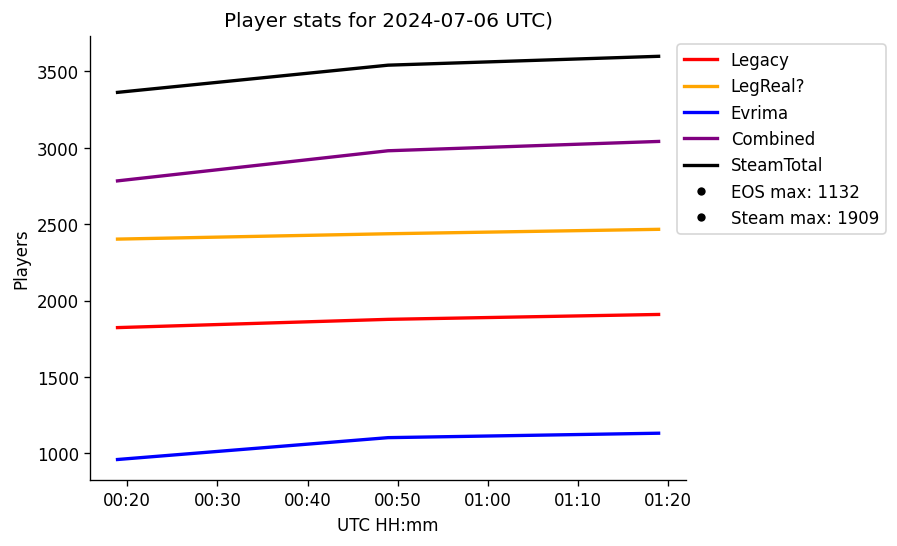 Player stats for 2024-07-06 UTC)
Legacy
LegReal?
Evrima
Combined
SteamTotal
EOS max: 1132
Steam max: 1909
Players
3500
3000
2500
2000
1500
1000
00:20 00:30 00:40 00:50 01:00 01:10 01:20
UTC HH:mm